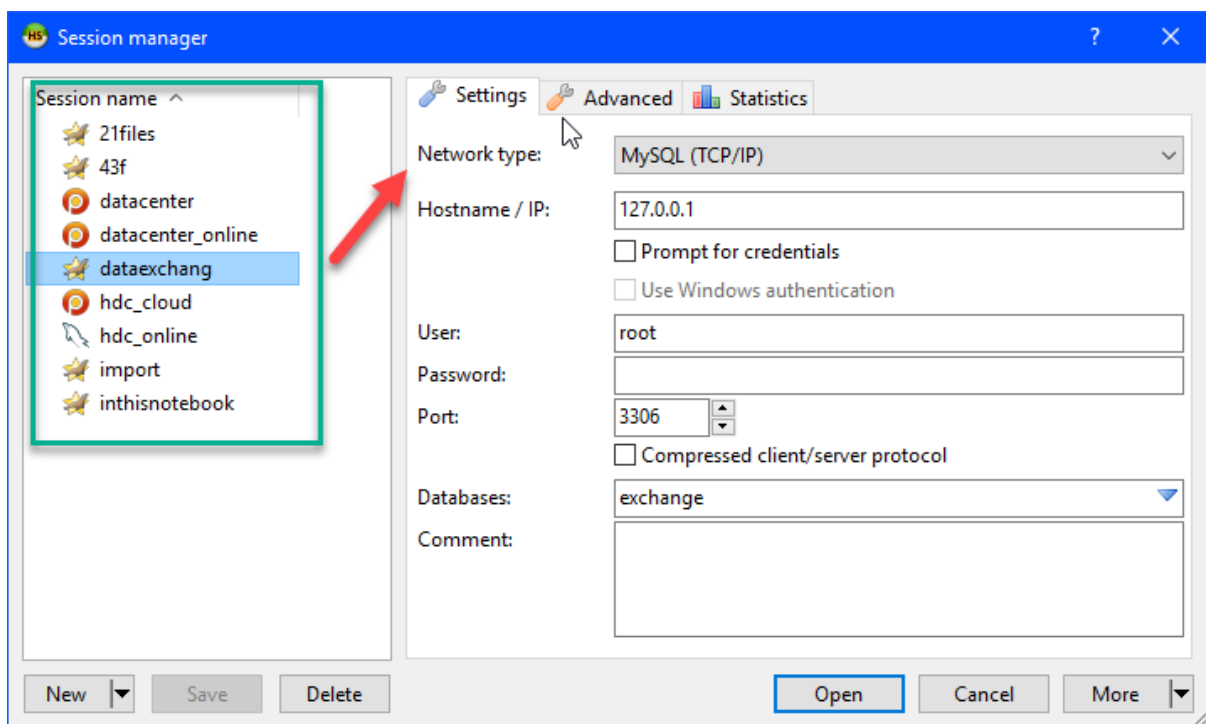 HS Session manager ?
Session name
21files
43f
datacenter
datacenter_online
dataexchang
hdc_cloud
hdc_online
import
inthisnotebook
Settings Advanced Statistics
Network type: MySQL (TCP/IP)
Hostname / IP: 127.0.0.1
Prompt for credentials
Use Windows authentication
User: root
Password:
Port: 3306
Compressed client/server protocol
Databases: exchange
Comment:
New Save Delete Open Cancel More